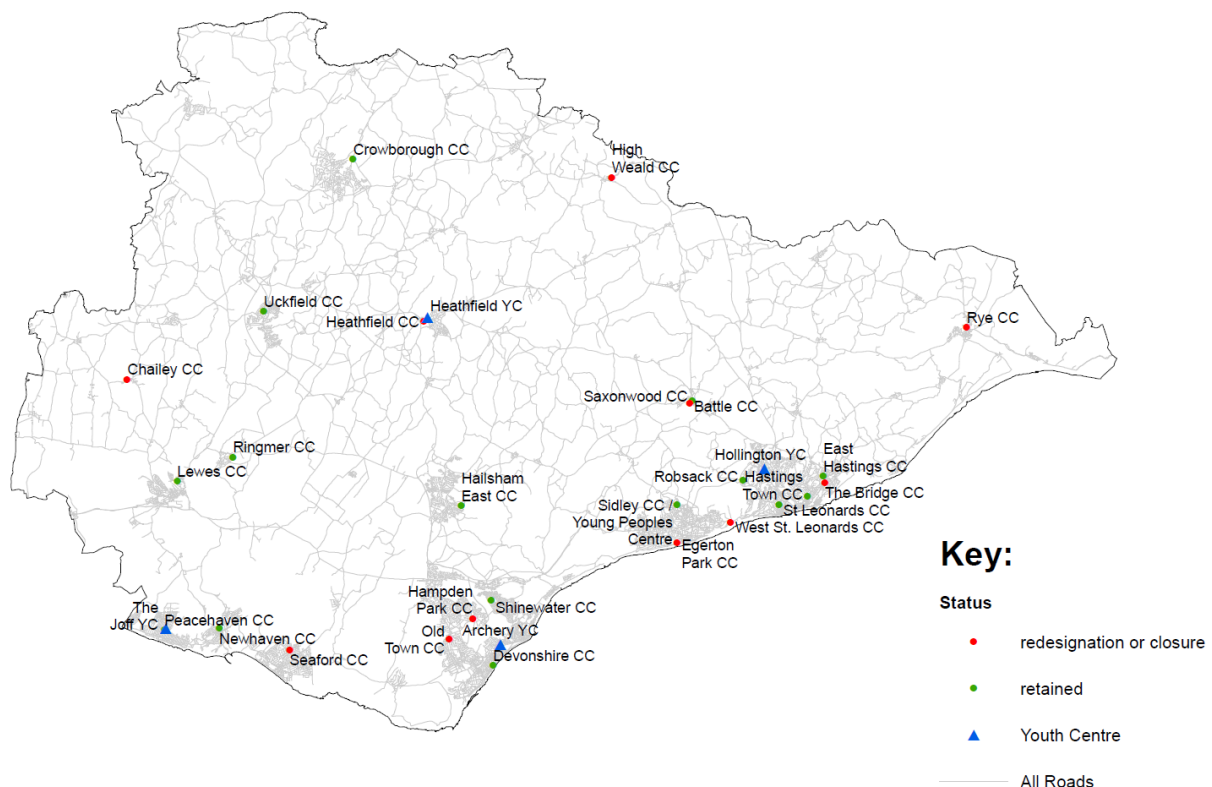 Crowborough CC
High
Weald CC
Uckfield CC
Heathfield YC
Heathfield CC
Rye CC
Chailey CC
Saxonwood CC
Battle CC
Ringmer CC
Lewes CC
Hailsham
East CC
Hollington YC
East
Hastings CC
Robsack CC
Hastings
Town CC
The Bridge CC
St Leonards CC
Sidley CC /
Young Peoples
Centre
West St. Leonards CC
Egerton
Park CC
Hampden
Park CC
Shinewater CC
The
Joff YC
Peacehaven CC
Newhaven CC
Seaford CC
Old
Town CC
Archery YC
Devonshire CC
Key:
Status
redesignation or closure
retained
Youth Centre
All Roads